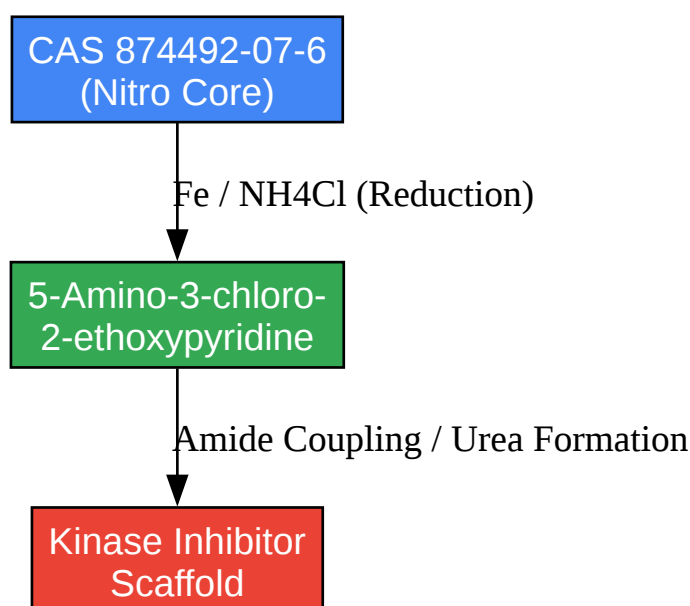 CAS 874492-07-6
(Nitro Core)
Fe / NH4Cl (Reduction)
5-Amino-3-chloro-
2-ethoxypyridine
Amide Coupling / Urea Formation
Kinase Inhibitor
Scaffold